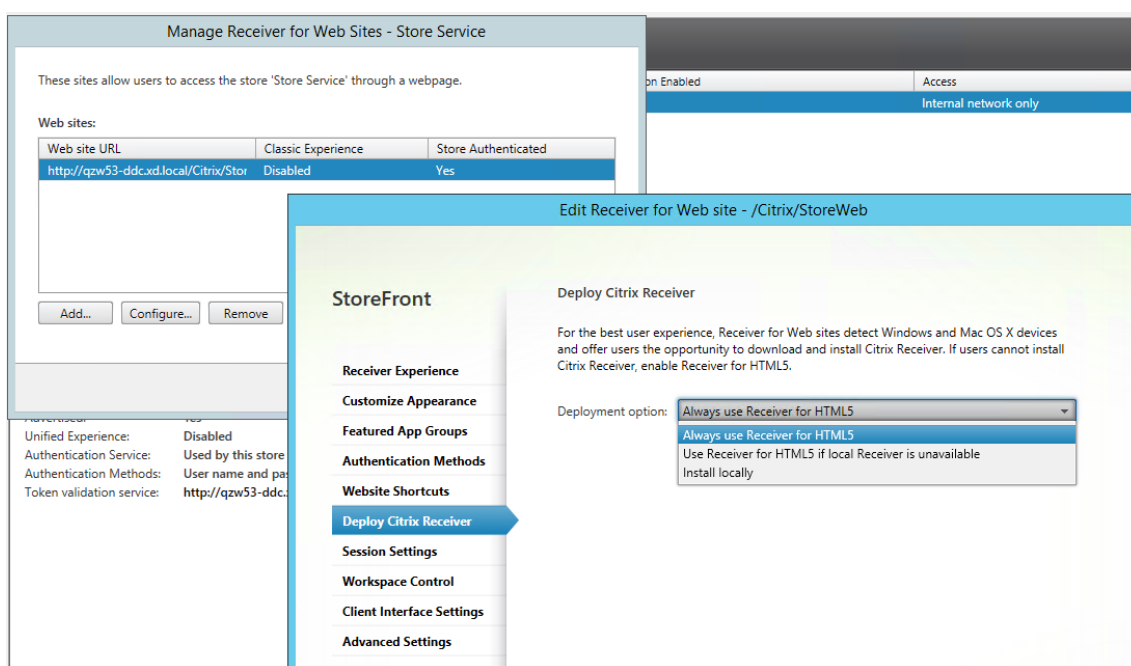 Manage Receiver for Web Sites - Store Service
These sites allow users to access the store 'Store Service' through a webpage.
Web sites:
Web site URL Classic Experience Store Authenticated
http://qzw53-ddc.xd.local/Citrix/Stor Disabled Yes
Add... Configure... Remove
Enabled Access
Internal network only
Unified Experience: Disabled
Authentication Service: Used by this store
Authentication Methods: User name and pas
Token validation service: http://qzw53-ddc.
Edit Receiver for Web site - /Citrix/StoreWeb
StoreFront
Receiver Experience
Customize Appearance
Featured App Groups
Authentication Methods
Website Shortcuts
Deploy Citrix Receiver
Session Settings
Workspace Control
Client Interface Settings
Advanced Settings
Deploy Citrix Receiver
For the best user experience, Receiver for Web sites detect Windows and Mac OS X devices
and offer users the opportunity to download and install Citrix Receiver. If users cannot install
Citrix Receiver, enable Receiver for HTML5.
Deployment option: Always use Receiver for HTML5
Always use Receiver for HTML5
Use Receiver for HTML5 if local Receiver is unavailable
Install locally